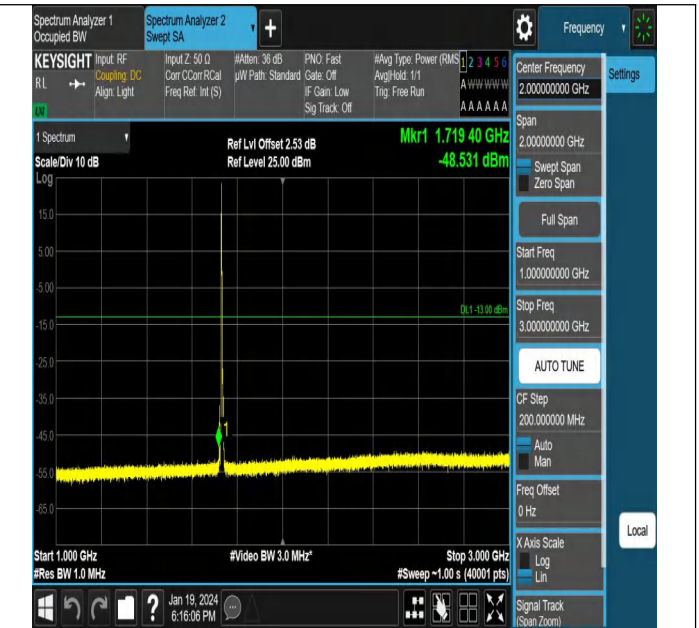 Spectrum Analyzer 1
Occupied BW
Spectrum Analyzer 2
Swept SA
Frequency
KEYSIGHT
RL
Input: RF
Coupling: DC
Align: Light
Input Z: 50 Ω
Corr CCorr RCal
Freq Ref: Int (S)
#Atten: 36 dB
µW Path: Standard
PNO: Fast
Gate: Off
IF Gain: Low
Sig Track: Off
#Avg Type: Power (RMS
Avg|Hold: 1/1
Trig: Free Run
1 2 3 4 5 6
A W W W W W
A A A A A A
1 Spectrum
Scale/Div 10 dB
Log
Ref Lvl Offset 2.53 dB
Ref Level 25.00 dBm
Mkr1 1.719 40 GHz
-48.531 dBm
15.0
5.00
-5.00
-15.0
-25.0
-35.0
-45.0
-55.0
-65.0
DL1 -13.00 dBm
1
Start 1.000 GHz
#Res BW 1.0 MHz
#Video BW 3.0 MHz*
Stop 3.000 GHz
#Sweep ~1.00 s (40001 pts)
Jan 19, 2024
6:16:06 PM
Center Frequency
2.000000000 GHz
Settings
Span
2.00000000 GHz
Swept Span
Zero Span
Full Span
Start Freq
1.000000000 GHz
Stop Freq
3.000000000 GHz
AUTO TUNE
CF Step
200.000000 MHz
Auto
Man
Freq Offset
0 Hz
X Axis Scale
Log
Lin
Local
Signal Track
(Span Zoom)